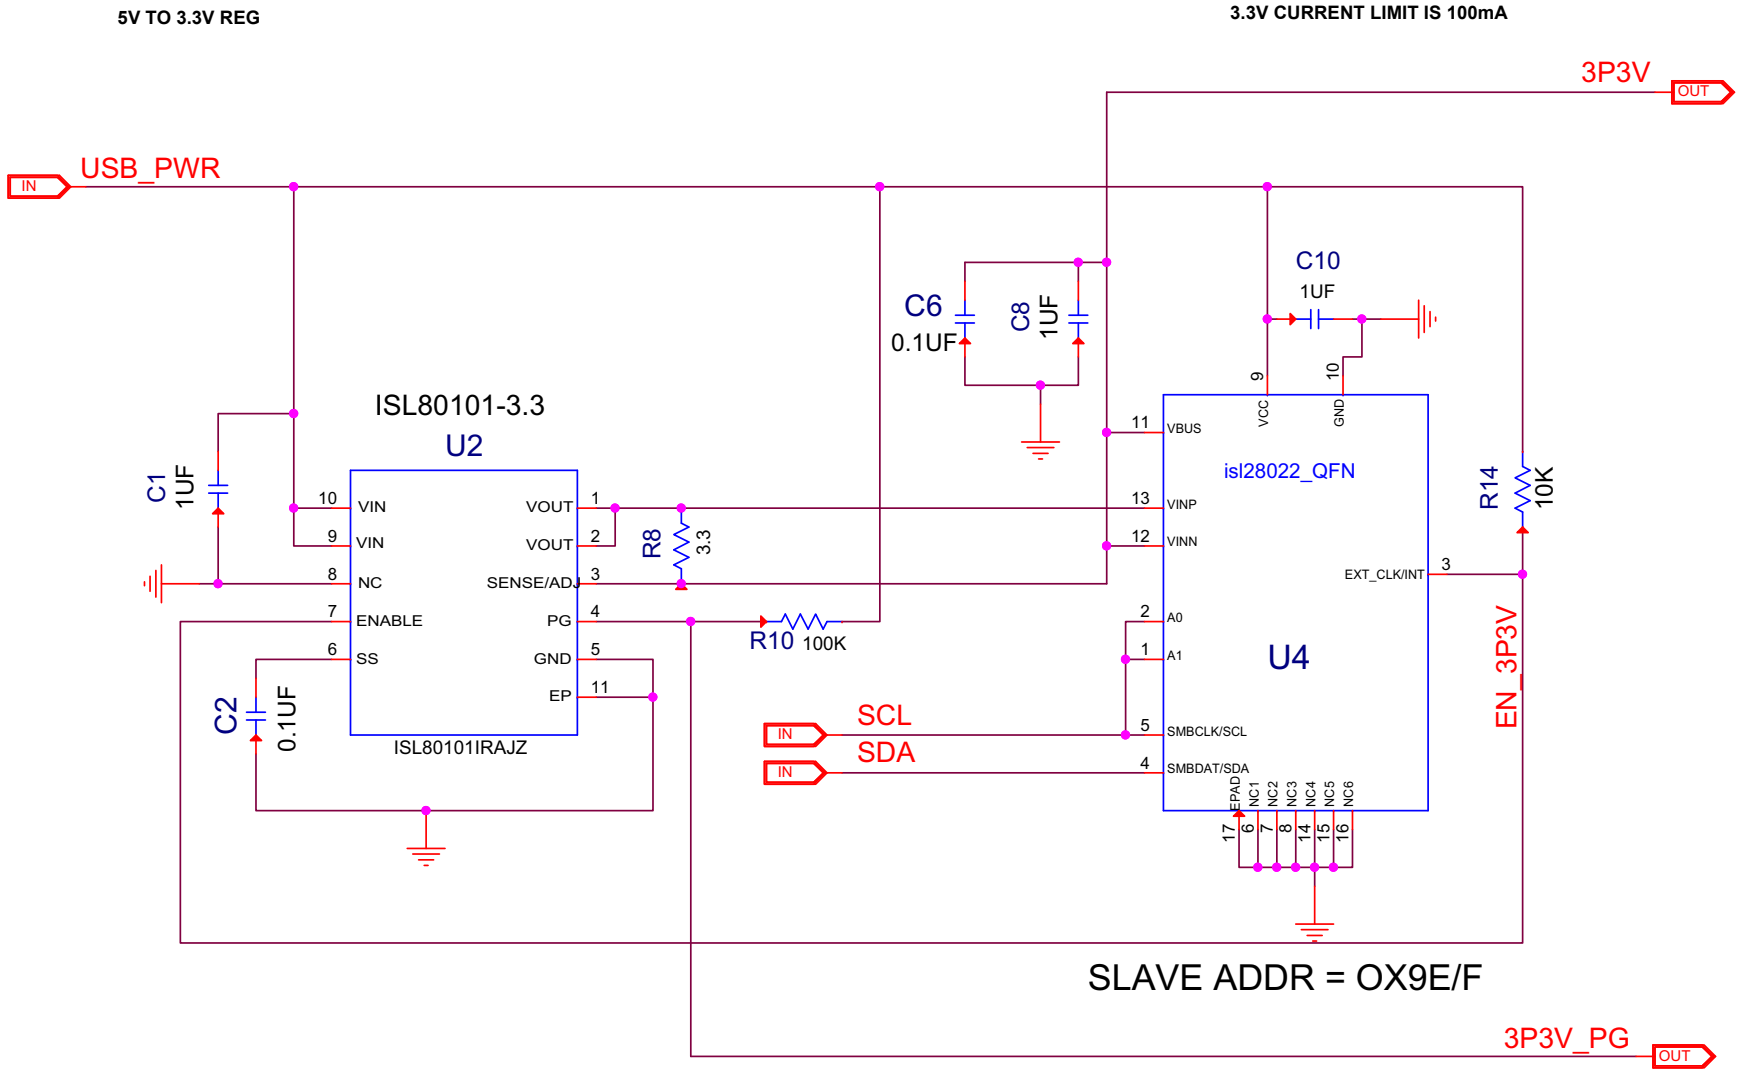 5V TO 3.3V REG
3.3V CURRENT LIMIT IS 100mA
3P3V
OUT
USB_PWR
IN
C10
1UF
C6
0.1UF
C8
1UF
9
VCC
10
GND
ISL80101-3.3
U2
C1
1UF
10 VIN
9 VIN
8 NC
7 ENABLE
6 SS
VOUT 1
VOUT 2
SENSE/ADJ 3
PG 4
GND 5
EP 11
ISL80101IRAJZ
C2
0.1UF
R8
3.3
R10 100K
11 VBUS
isl28022_QFN
13 VINP
12 VINN
EXT_CLK/INT 3
2 A0
1 A1
U4
R14
10K
EN_3P3V
SCL
IN
5 SMBCLK/SCL
SDA
IN
4 SMBDAT/SDA
EPAD NC1 NC2 NC3 NC4 NC5 NC6
17 6 7 8 14 15 16
SLAVE ADDR = OX9E/F
3P3V_PG
OUT